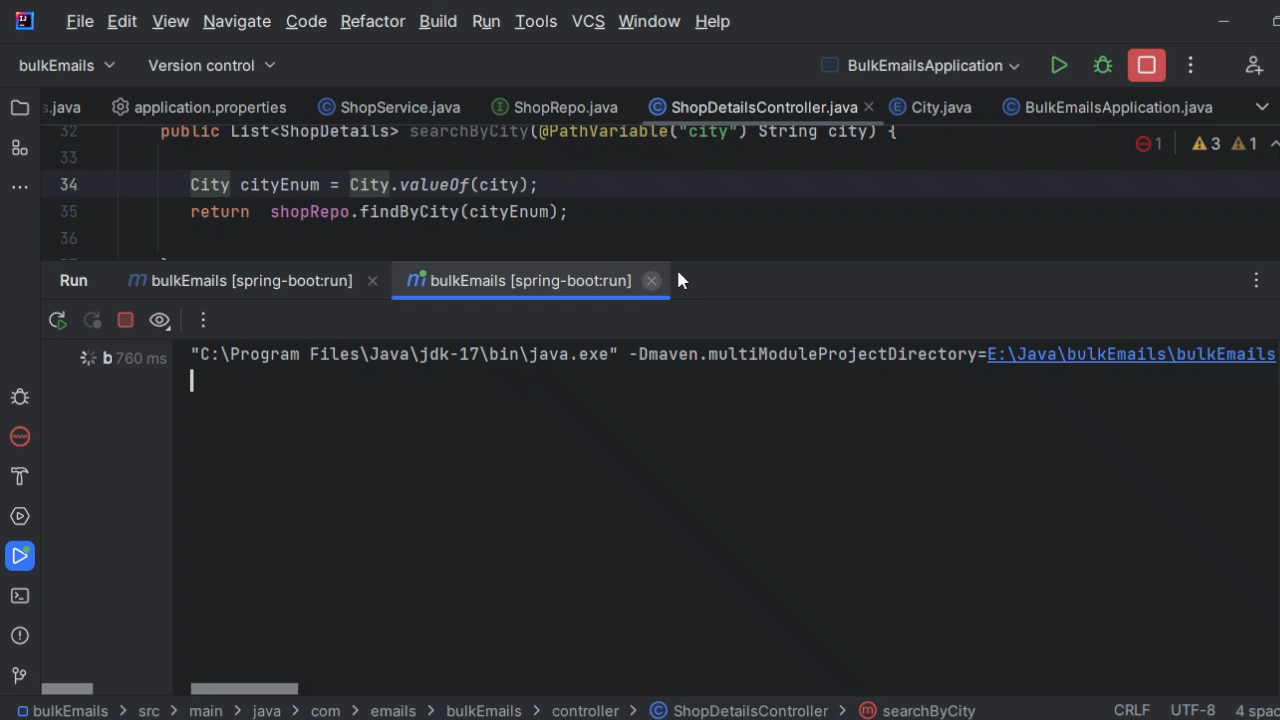 File Edit View Navigate Code Refactor Build Run Tools VCS Window Help
bulkEmails Version control BulkEmailsApplication
s.java application.properties ShopService.java ShopRepo.java ShopDetailsController.java City.java BulkEmailsApplication.java
32 public List<ShopDetails> searchByCity(@PathVariable("city") String city) {
33 1 3 1
34 City cityEnum = City.valueOf(city);
35 return shopRepo.findByCity(cityEnum);
36
Run bulkEmails [spring-boot:run] bulkEmails [spring-boot:run]
b 760 ms "C:\Program Files\Java\jdk-17\bin\java.exe" -Dmaven.multiModuleProjectDirectory=E:\Java\bulkEmails\bulkEmails
bulkEmails > src > main > java > com > emails > bulkEmails > controller > ShopDetailsController > searchByCity CRLF UTF-8 4 spac